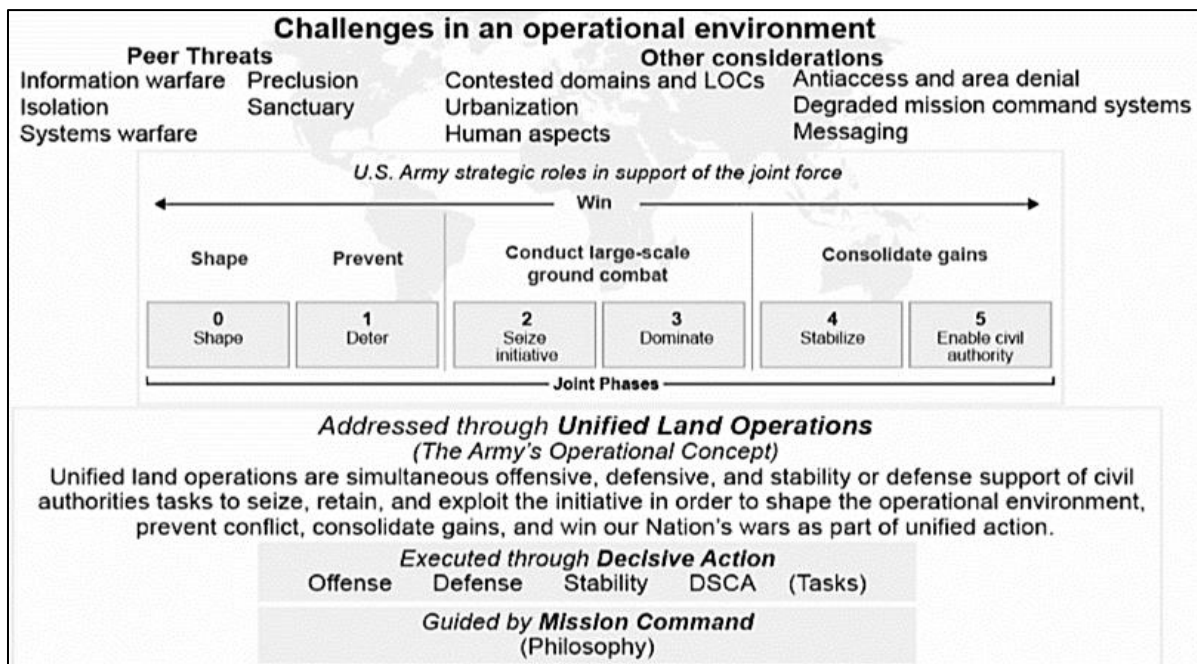 Challenges in an operational environment
Peer Threats
Information warfare Preclusion
Isolation Sanctuary
Systems warfare
Other considerations
Contested domains and LOCs Antiaccess and area denial
Urbanization Degraded mission command systems
Human aspects Messaging
U.S. Army strategic roles in support of the joint force
Win
Shape Prevent Conduct large-scale Consolidate gains
ground combat
0 1 2 3 4 5
Shape Deter Seize Dominate Stabilize Enable civil
initiative authority
Joint Phases
Addressed through Unified Land Operations
(The Army's Operational Concept)
Unified land operations are simultaneous offensive, defensive, and stability or defense support of civil
authorities tasks to seize, retain, and exploit the initiative in order to shape the operational environment,
prevent conflict, consolidate gains, and win our Nation's wars as part of unified action.
Executed through Decisive Action
Offense Defense Stability DSCA (Tasks)
Guided by Mission Command
(Philosophy)